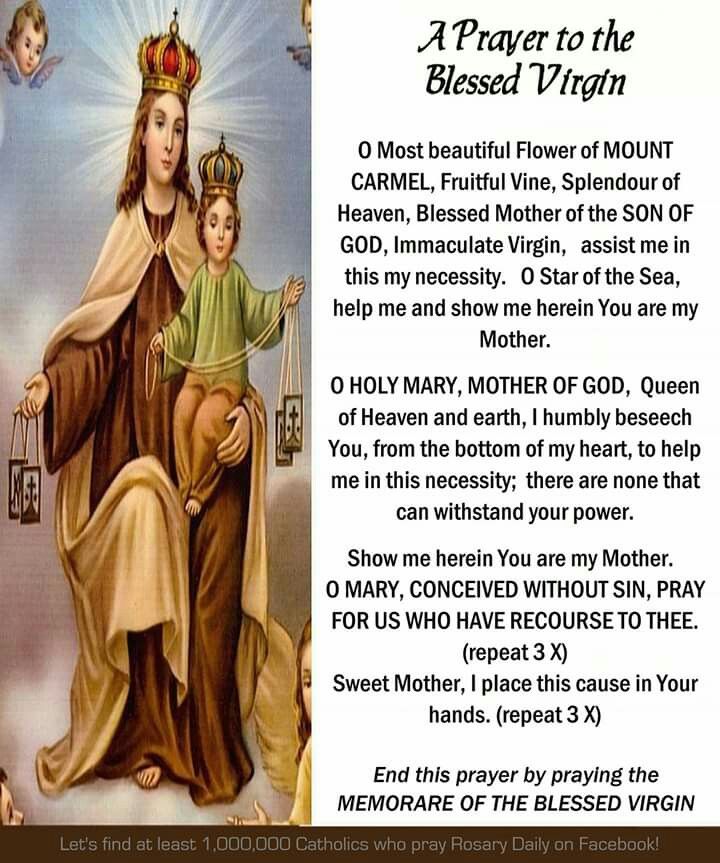 A Prayer to the
Blessed Virgin
O Most beautiful Flower of MOUNT
CARMEL, Fruitful Vine, Splendour of
Heaven, Blessed Mother of the SON OF
GOD, Immaculate Virgin, assist me in
this my necessity. O Star of the Sea,
help me and show me herein You are my
Mother.
O HOLY MARY, MOTHER OF GOD, Queen
of Heaven and earth, I humbly beseech
You, from the bottom of my heart, to help
me in this necessity; there are none that
can withstand your power.
Show me herein You are my Mother.
O MARY, CONCEIVED WITHOUT SIN, PRAY
FOR US WHO HAVE RECOURSE TO THEE.
(repeat 3 X)
Sweet Mother, I place this cause in Your
hands. (repeat 3 X)
End this prayer by praying the
MEMORARE OF THE BLESSED VIRGIN
Let's find at least 1,000,000 Catholics who pray Rosary Daily on Facebook!